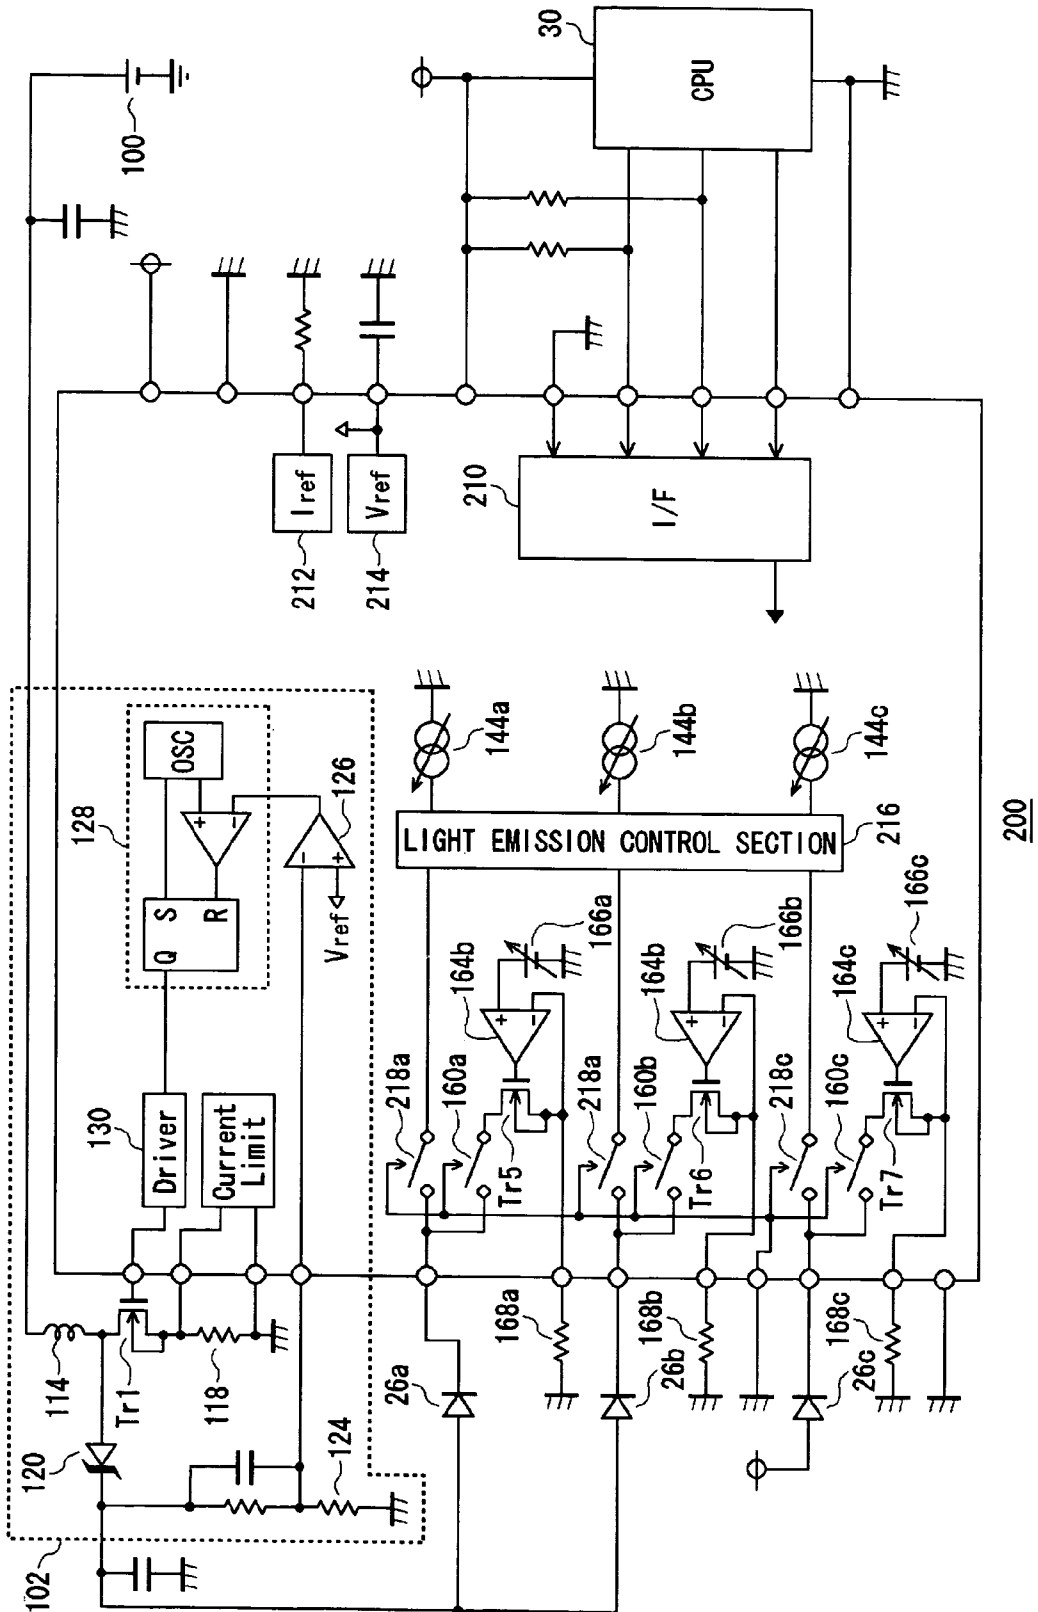 102
120
114
Tr1
118
124
130
Driver
Current
Limit
128
Q
S
R
OSC
+
-
126
-
+
Vref
100
212
Iref
214
Vref
210
I/F
30
CPU
26a
168a
26b
168b
26c
168c
218a
160a
Tr5
164b
+
-
166a
218a
160b
Tr6
164b
+
-
166b
218c
160c
Tr7
164c
+
-
166c
LIGHT EMISSION CONTROL SECTION
216
144a
144b
144c
200